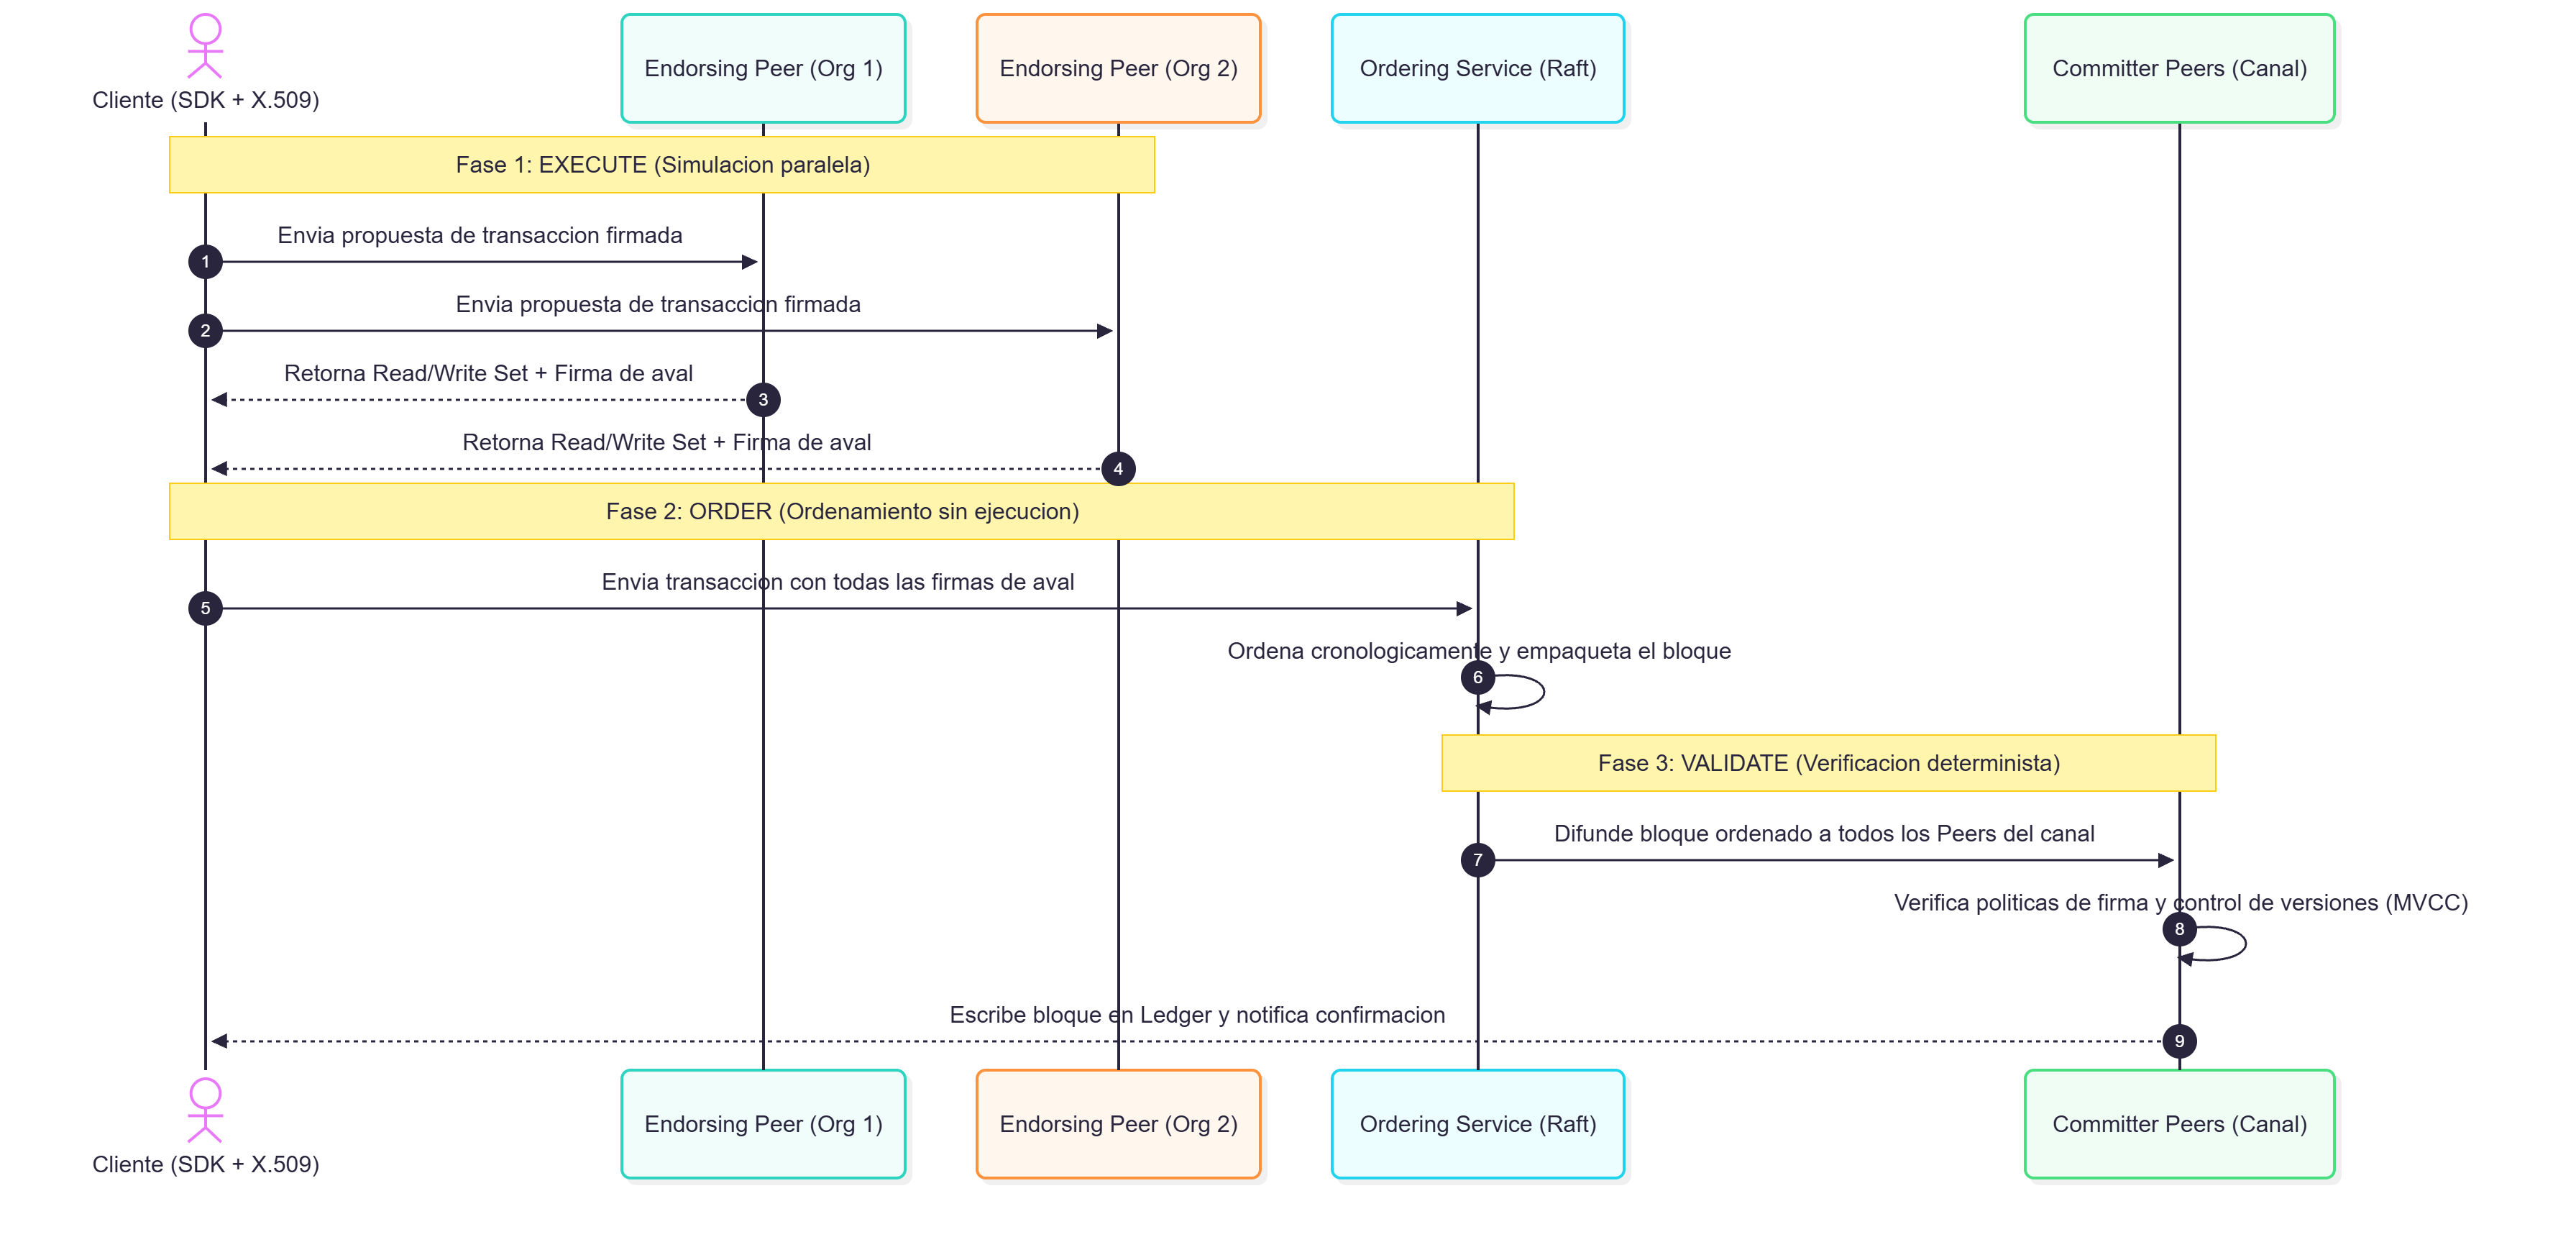 Cliente (SDK + X.509)
Endorsing Peer (Org 1)
Endorsing Peer (Org 2)
Ordering Service (Raft)
Committer Peers (Canal)
Fase 1: EXECUTE (Simulacion paralela)
Envia propuesta de transaccion firmada
1
Envia propuesta de transaccion firmada
2
Retorna Read/Write Set + Firma de aval
3
Retorna Read/Write Set + Firma de aval
4
Fase 2: ORDER (Ordenamiento sin ejecucion)
Envia transaccion con todas las firmas de aval
5
Ordena cronologicamente y empaqueta el bloque
6
Fase 3: VALIDATE (Verificacion determinista)
Difunde bloque ordenado a todos los Peers del canal
7
Verifica politicas de firma y control de versiones (MVCC)
8
Escribe bloque en Ledger y notifica confirmacion
9
Cliente (SDK + X.509)
Endorsing Peer (Org 1)
Endorsing Peer (Org 2)
Ordering Service (Raft)
Committer Peers (Canal)